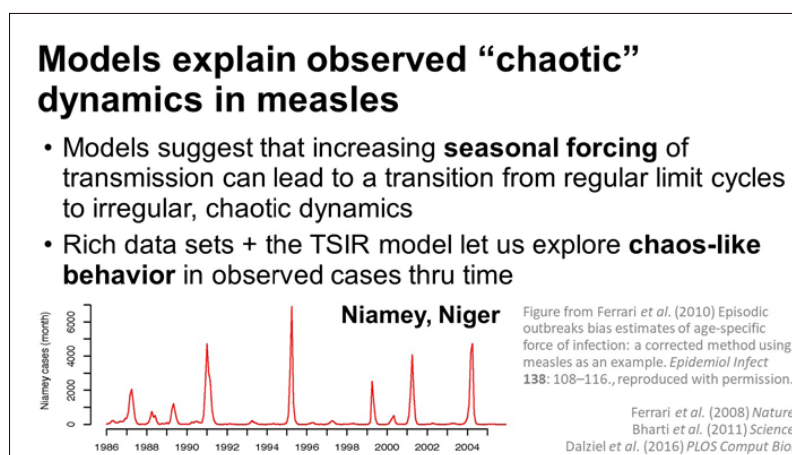 Models explain observed “chaotic”
dynamics in measles
• Models suggest that increasing seasonal forcing of
transmission can lead to a transition from regular limit cycles
to irregular, chaotic dynamics
• Rich data sets + the TSIR model let us explore chaos-like
behavior in observed cases thru time
Niamey, Niger
Niamey cases (month)
6000
4000
2000
0
1986 1988 1990 1992 1994 1996 1998 2000 2002 2004
Figure from Ferrari et al. (2010) Episodic
outbreaks bias estimates of age-specific
force of infection: a corrected method using
measles as an example. Epidemiol Infect
138: 108–116., reproduced with permission.
Ferrari et al. (2008) Nature
Bharti et al. (2011) Science
Dalziel et al. (2016) PLOS Comput Bio